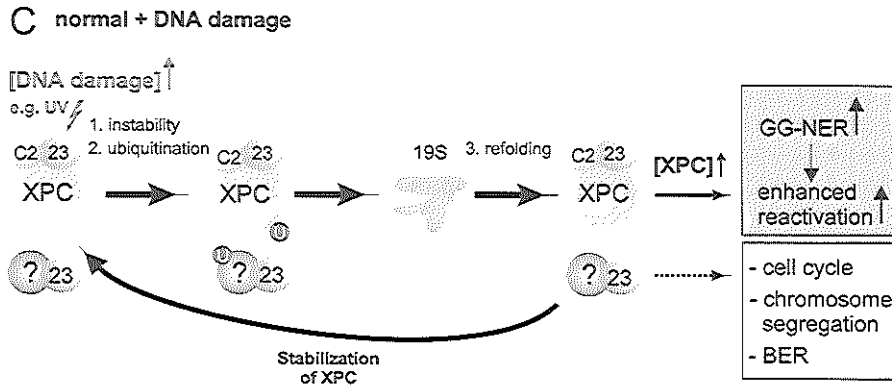 C normal + DNA damage
[DNA damage]↑
e.g. UV
1. instability
2. ubiquitination
C2 23
XPC
C2 23
XPC
19S
3. refolding
C2 23
XPC
[XPC]↑
GG-NER
enhanced
reactivation
U
? 23
U
? 23
? 23
- cell cycle
- chromosome
segregation
- BER
Stabilization
of XPC